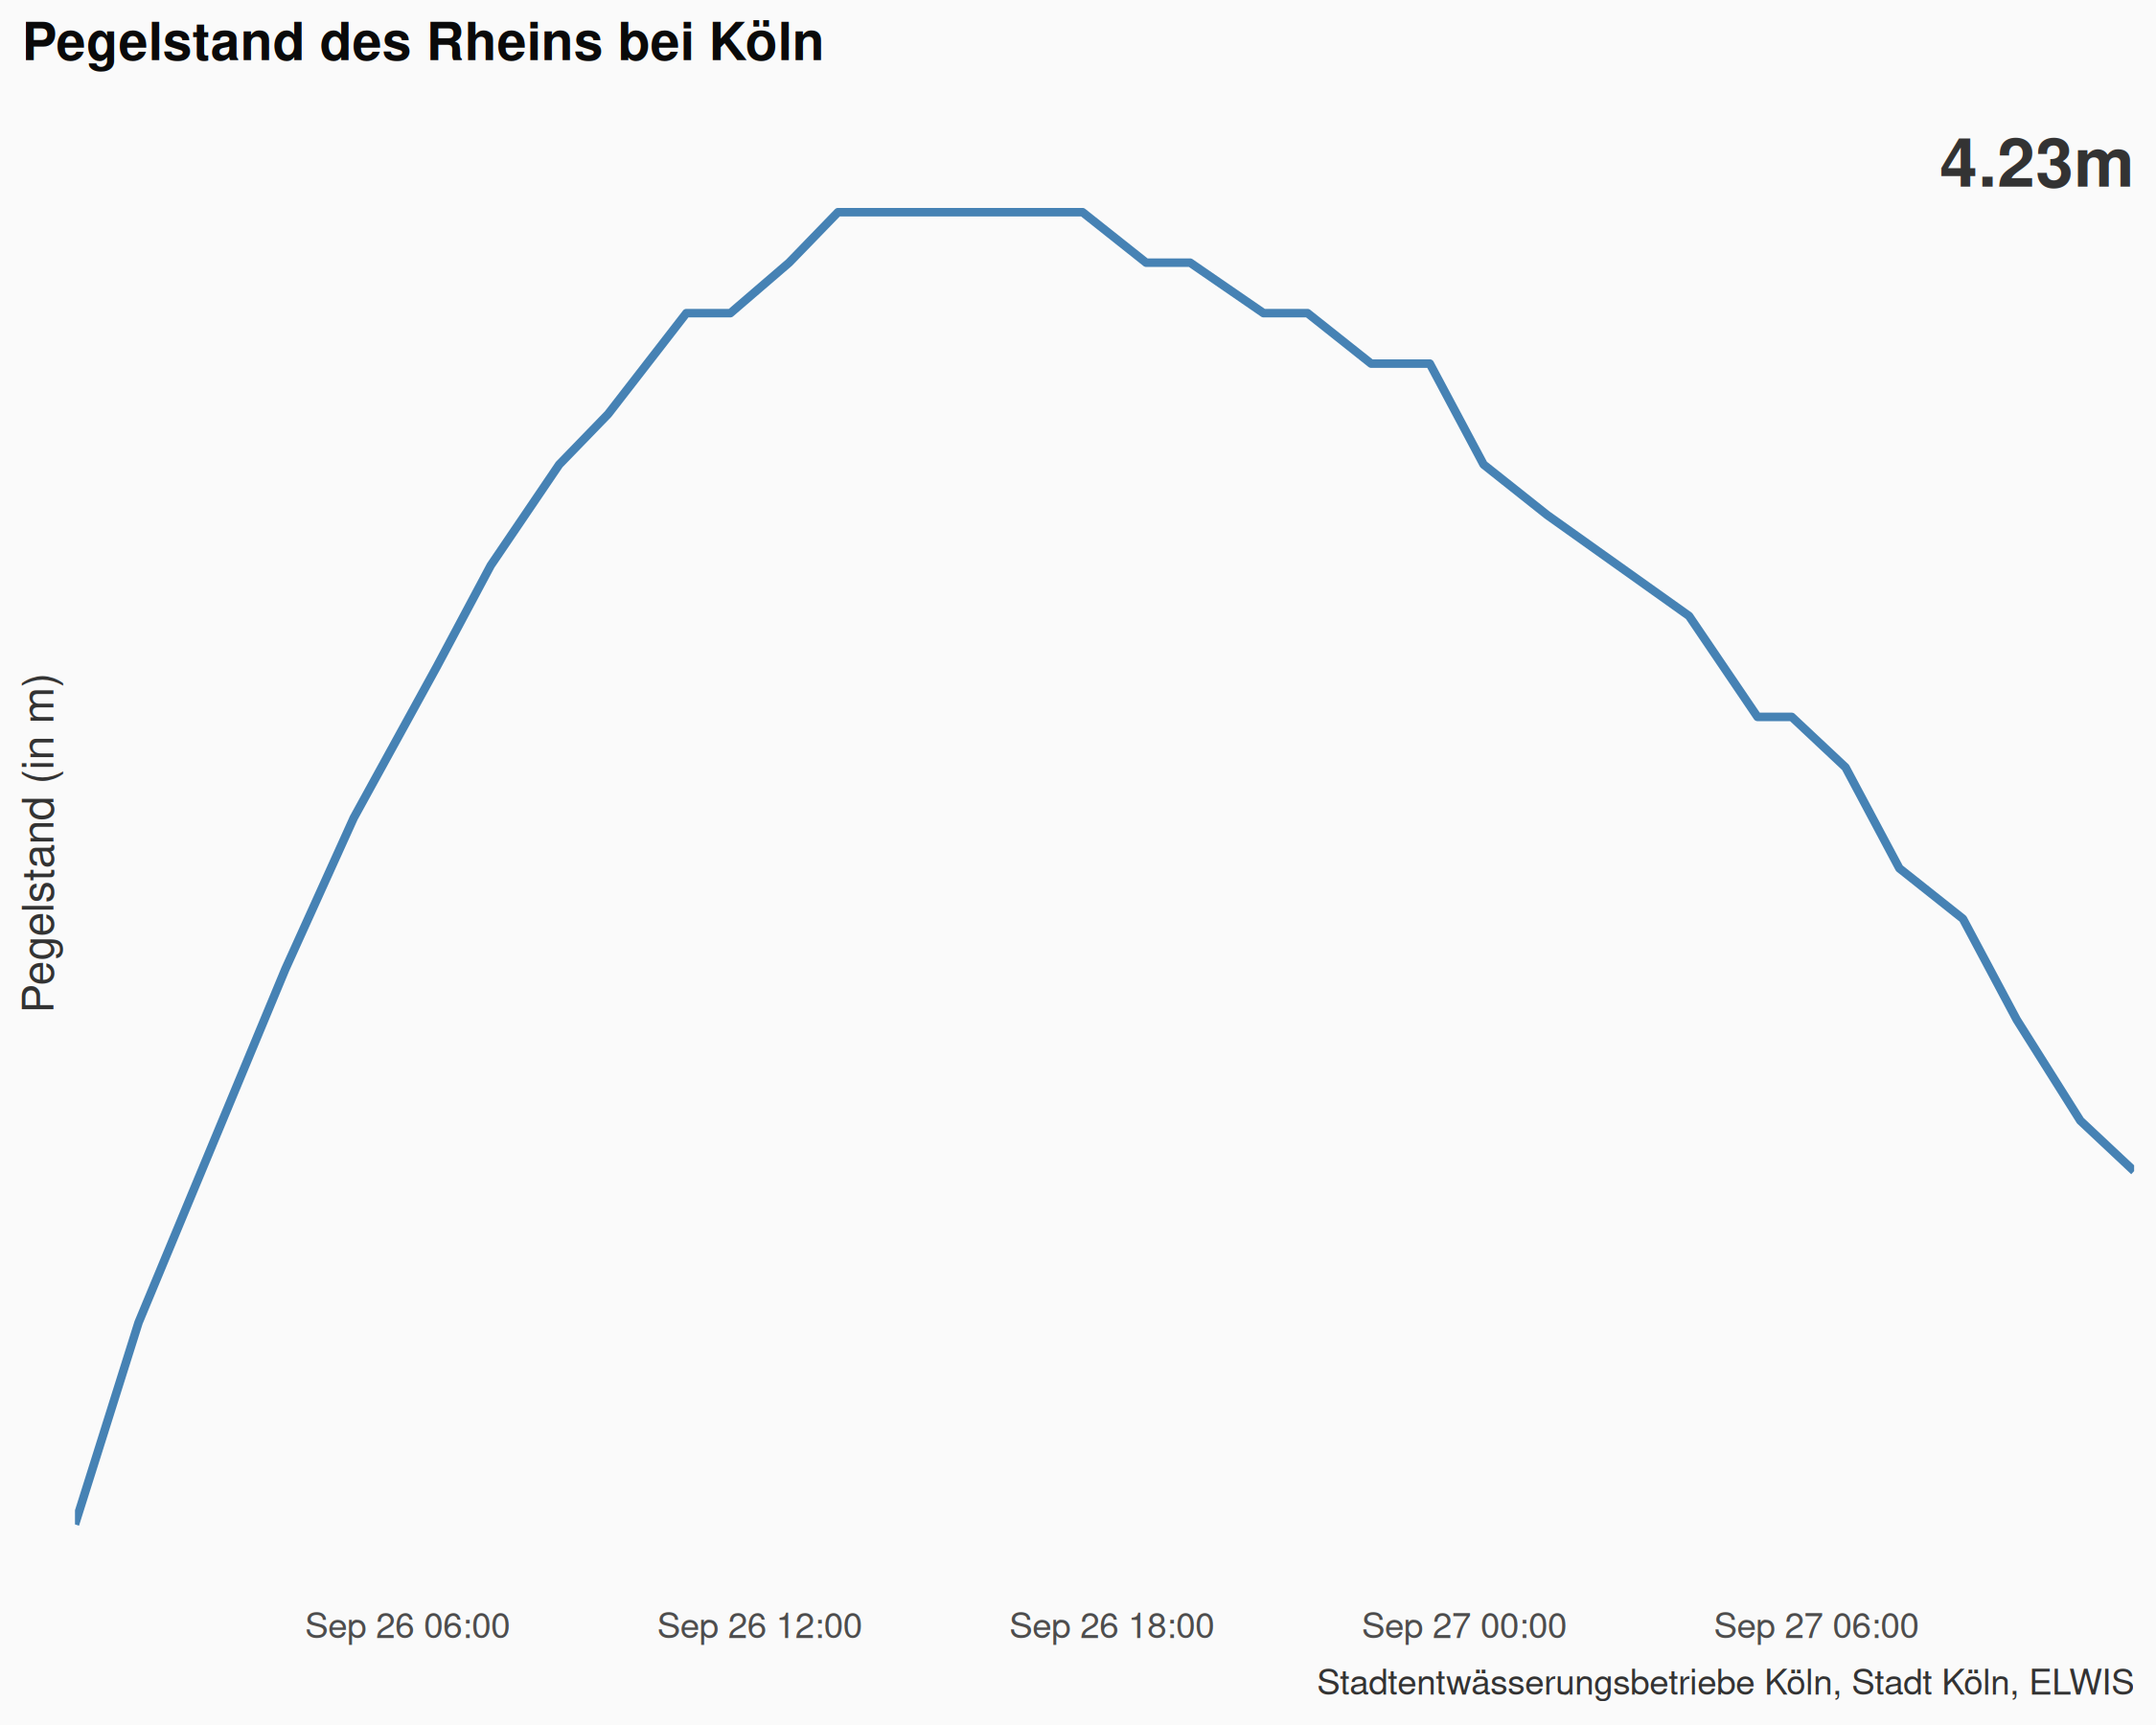 Pegelstand des Rheins bei Köln
4.23m
Pegelstand (in m)
Sep 26 06:00 Sep 26 12:00 Sep 26 18:00 Sep 27 00:00 Sep 27 06:00
Stadtentwässerungsbetriebe Köln, Stadt Köln, ELWIS